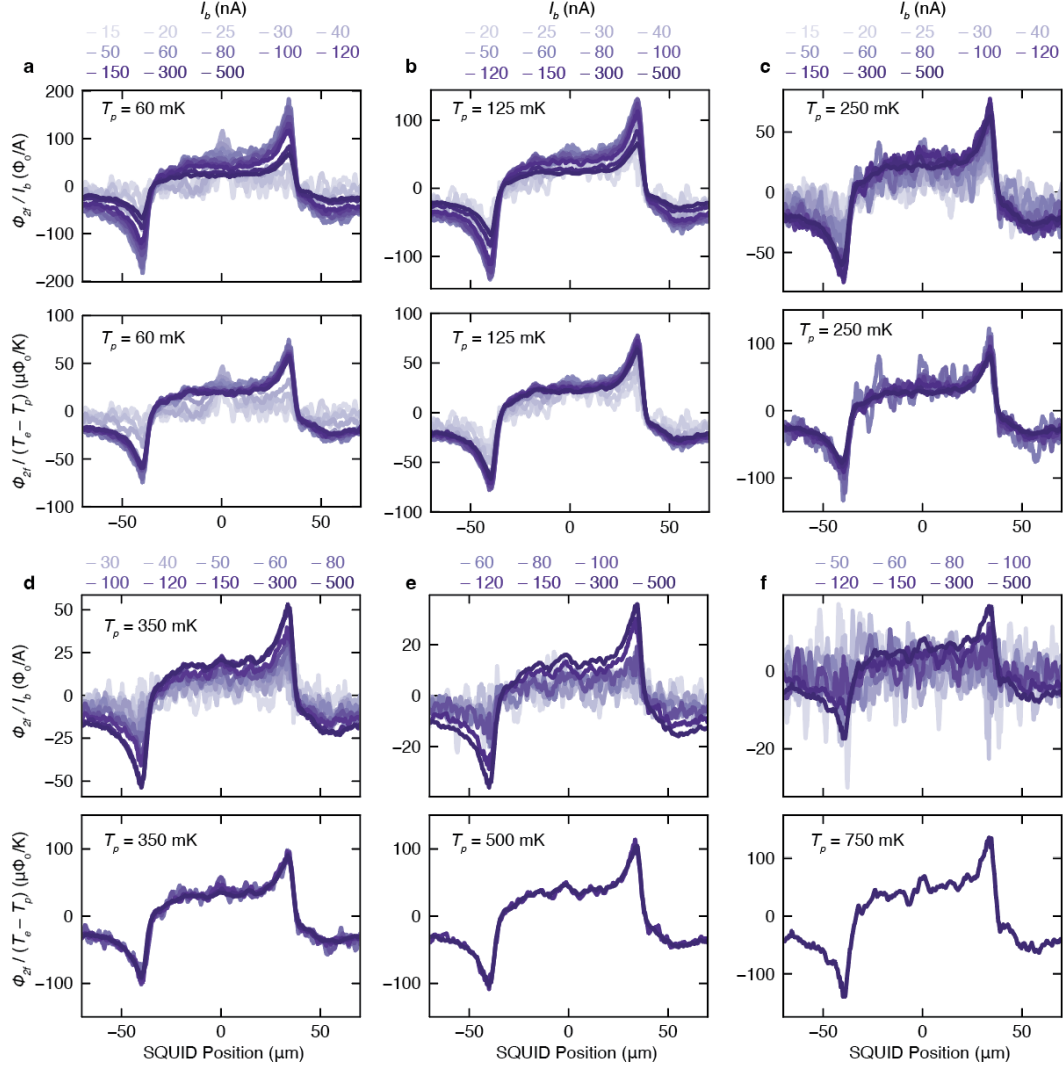 I_b (nA) I_b (nA) I_b (nA)
−15 −20 −25 −30 −40
−50 −60 −80 −100 −120
−150 −300 −500
−20 −25 −30 −40
−50 −60 −80 −100
−120 −150 −300 −500
−20 −25 −30 −40
−50 −60 −80 −100 −120
−150 −300 −500
a
T_p = 60 mK
200
100
0
−100
−200
Φ_2f / I_b (Φ_o/A)
b
T_p = 125 mK
100
0
−100
c
T_p = 250 mK
50
0
−50
T_p = 60 mK
100
50
0
−50
−100
Φ_2f / (T_e − T_p) (μΦ_o/K)
−50 0 50
T_p = 125 mK
100
50
0
−50
−100
−50 0 50
T_p = 250 mK
100
0
−100
−50 0 50
−30 −40 −50 −60 −80
−100 −120 −150 −300 −500
−60 −80 −100
−120 −150 −300 −500
−50 −60 −80 −100
−120 −150 −300 −500
d
T_p = 350 mK
50
25
0
−25
−50
Φ_2f / I_b (Φ_o/A)
e
20
0
−20
f
0
−20
T_p = 350 mK
100
0
−100
Φ_2f / (T_e − T_p) (μΦ_o/K)
−50 0 50
SQUID Position (μm)
T_p = 500 mK
100
0
−100
−50 0 50
SQUID Position (μm)
T_p = 750 mK
100
0
−100
−50 0 50
SQUID Position (μm)